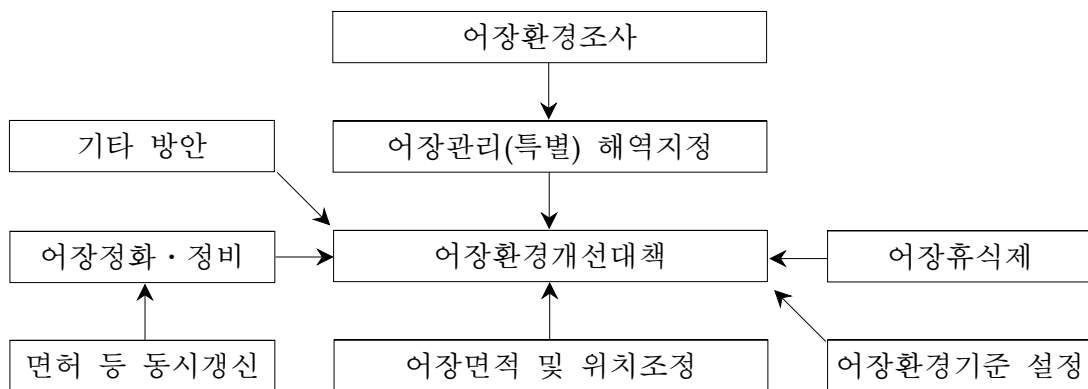 어장환경조사
기타 방안
어장관리(특별) 해역지정
어장정화・정비
어장환경개선대책
어장휴식제
면허 등 동시갱신
어장면적 및 위치조정
어장환경기준 설정